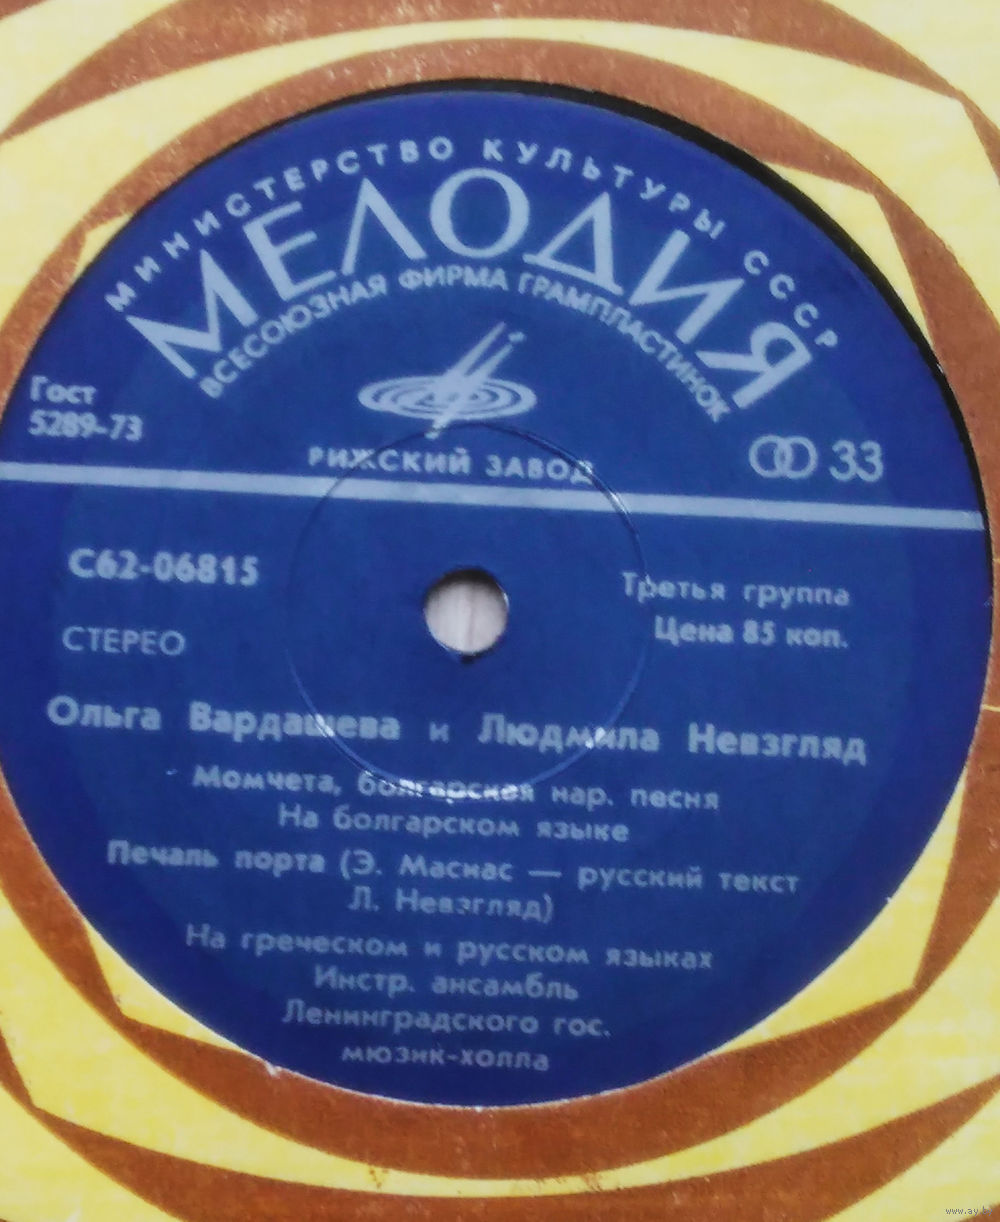 МИНИСТЕРСТВО КУЛЬТУРЫ СССР
МЕЛОДИЯ
ВСЕСОЮЗНАЯ ФИРМА ГРАМПЛАСТИНОК
Гост
5289-73
РИЖСКИЙ ЗАВОД
33
С62-06815
Третья группа
СТЕРЕО
Цена 85 коп.
Ольга Вардашева и Людмила Невзгляд
Момчета, болгарская нар. песня
На болгарском языке
Печаль порта (Э. Маснас — русский текст
Л. Невзгляд)
На греческом и русском языках
Инстр. ансамбль
Ленинградского гос.
мюзик-холла